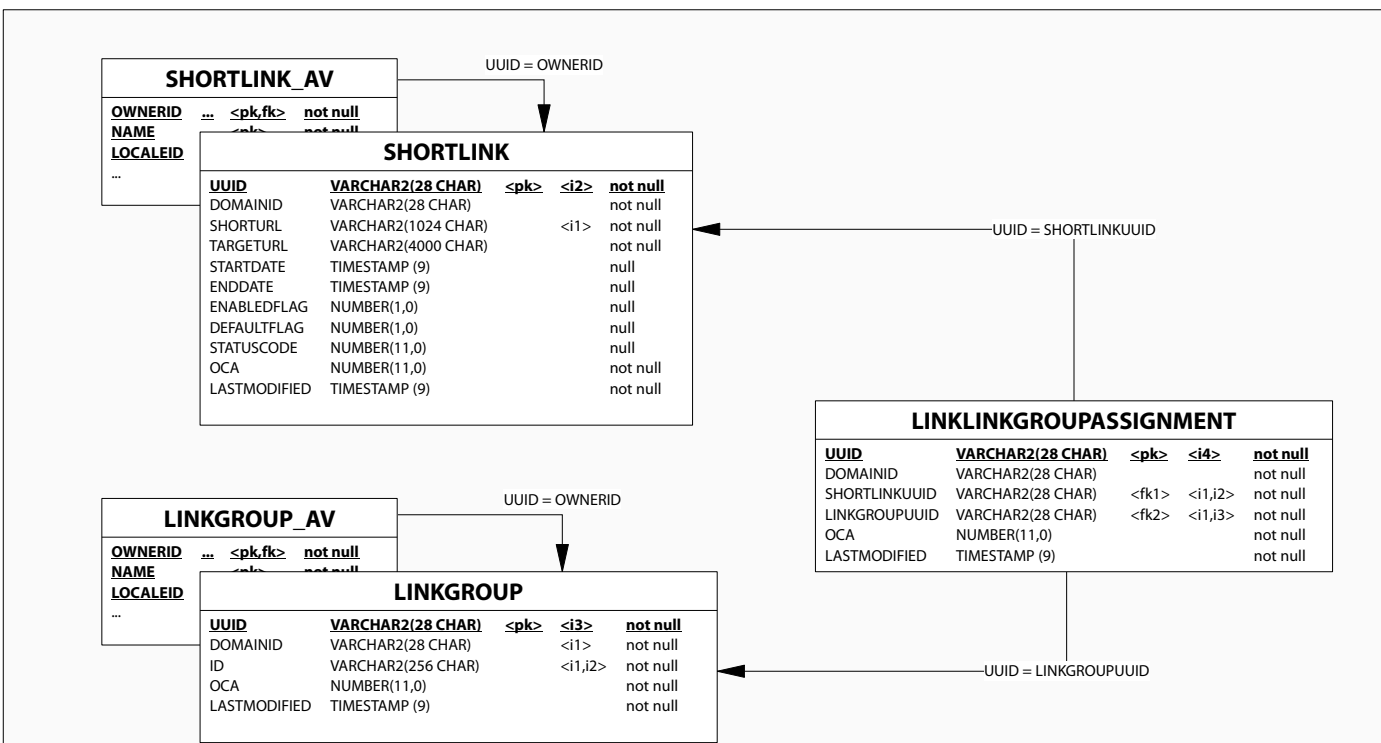 UUID = OWNERID
SHORTLINK_AV
OWNERID ... <pk,fk> not null
NAME
LOCALEID
...
SHORTLINK
UUID VARCHAR2(28 CHAR) <pk> <i2> not null
DOMAINID VARCHAR2(28 CHAR) not null
SHORTURL VARCHAR2(1024 CHAR) <i1> not null
TARGETURL VARCHAR2(4000 CHAR) not null
STARTDATE TIMESTAMP (9) null
ENDDATE TIMESTAMP (9) null
ENABLEDFLAG NUMBER(1,0) null
DEFAULTFLAG NUMBER(1,0) null
STATUSCODE NUMBER(11,0) null
OCA NUMBER(11,0) not null
LASTMODIFIED TIMESTAMP (9) not null
UUID = SHORTLINKUUID
LINKLINKGROUPASSIGNMENT
UUID VARCHAR2(28 CHAR) <pk> <i4> not null
DOMAINID VARCHAR2(28 CHAR) not null
SHORTLINKUUID VARCHAR2(28 CHAR) <fk1> <i1,i2> not null
LINKGROUPUUID VARCHAR2(28 CHAR) <fk2> <i1,i3> not null
OCA NUMBER(11,0) not null
LASTMODIFIED TIMESTAMP (9) not null
UUID = OWNERID
LINKGROUP_AV
OWNERID ... <pk,fk> not null
NAME
LOCALEID
...
LINKGROUP
UUID VARCHAR2(28 CHAR) <pk> <i3> not null
DOMAINID VARCHAR2(28 CHAR) <i1> not null
ID VARCHAR2(256 CHAR) <i1,i2> not null
OCA NUMBER(11,0) not null
LASTMODIFIED TIMESTAMP (9) not null
UUID = LINKGROUPUUID